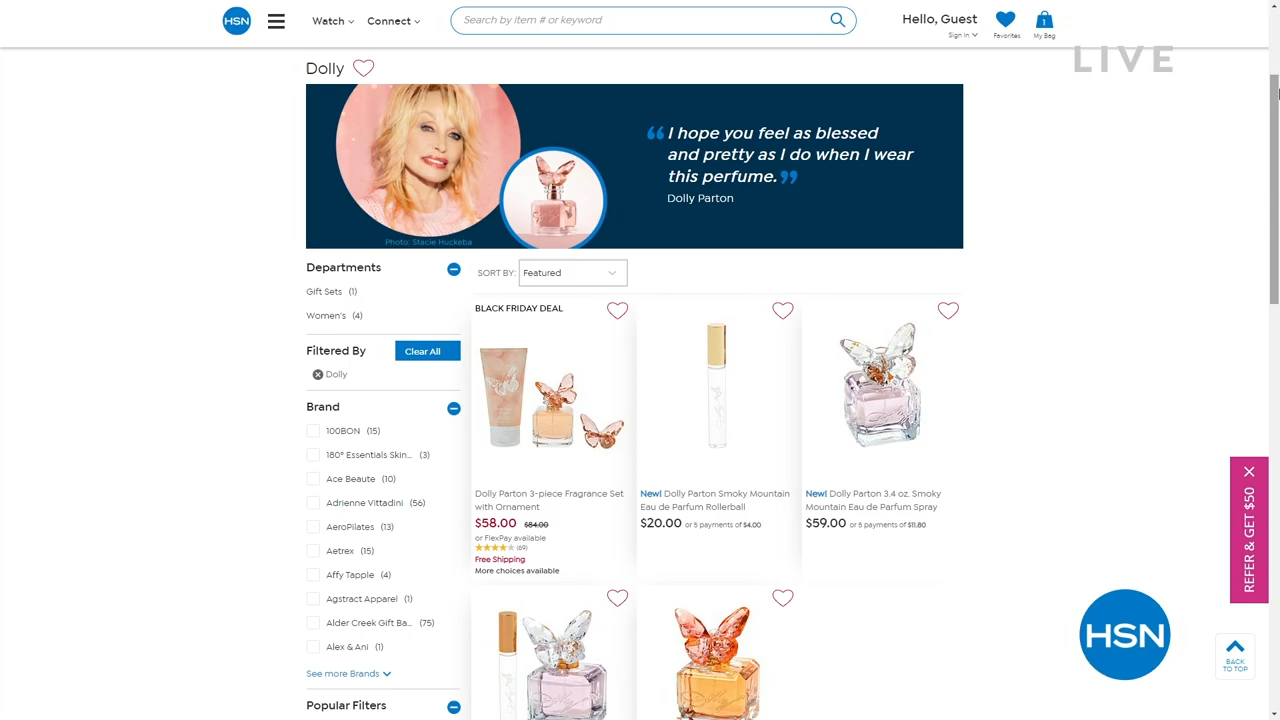 HSN
Watch
Connect
Search by item # or keyword
Hello, Guest
Sign In
Favorites
1
My Bag
LIVE
Dolly
“ I hope you feel as blessed
and pretty as I do when I wear
this perfume. ”
Dolly Parton
Photo: Stacie Huckeba
Departments
Gift Sets (1)
Women's (4)
Filtered By
Clear All
Dolly
Brand
100BON (15)
180° Essentials Skin... (3)
Ace Beaute (10)
Adrienne Vittadini (56)
AeroPilates (13)
Aetrex (15)
Affy Tapple (4)
Agstract Apparel (1)
Alder Creek Gift Ba... (75)
Alex & Ani (1)
See more Brands
Popular Filters
SORT BY: Featured
BLACK FRIDAY DEAL
Dolly Parton 3-piece Fragrance Set
with Ornament
$58.00 $84.00
or FlexPay available
(69)
Free Shipping
More choices available
New! Dolly Parton Smoky Mountain
Eau de Parfum Rollerball
$20.00 or 5 payments of $4.00
New! Dolly Parton 3.4 oz. Smoky
Mountain Eau de Parfum Spray
$59.00 or 5 payments of $11.80
REFER & GET $50
HSN
BACK
TO TOP